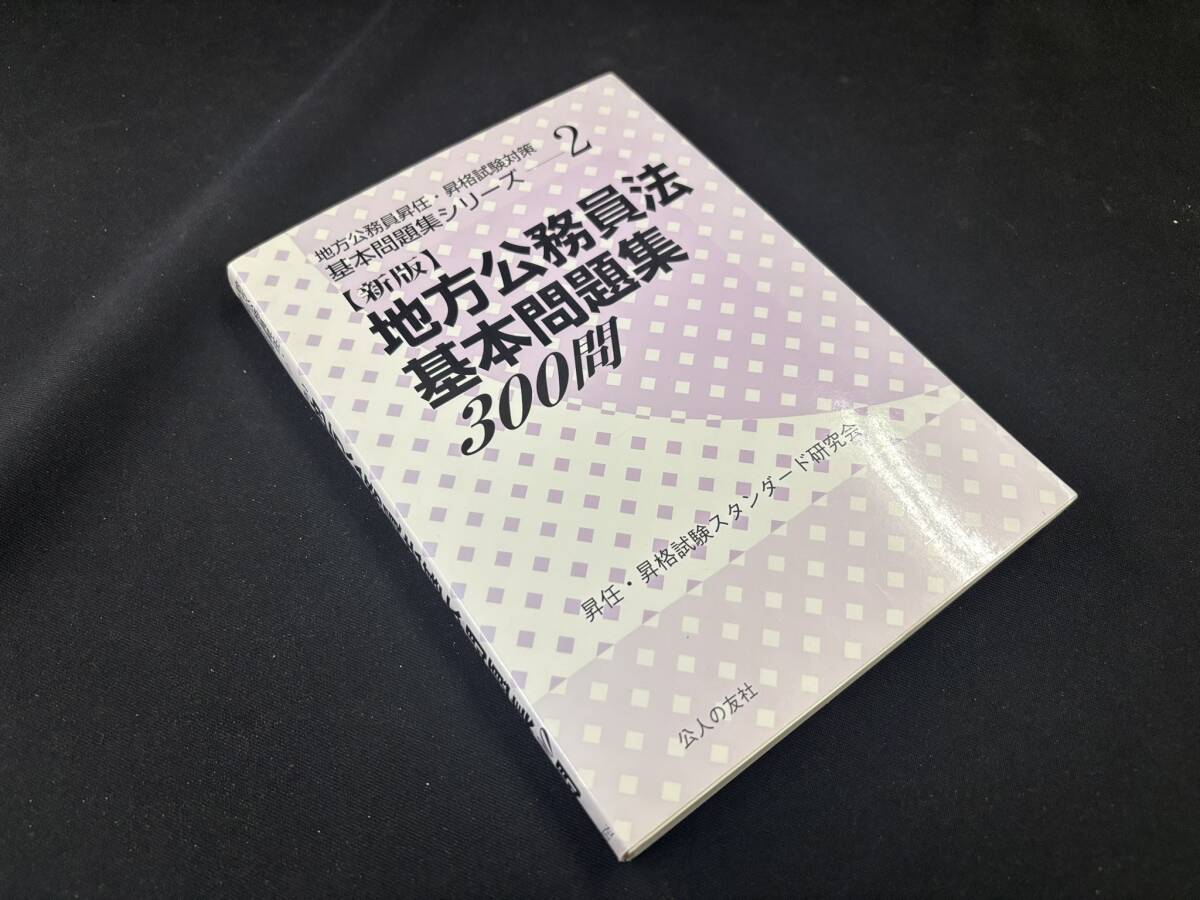 地方公務員昇任・昇格試験対策
基本問題集シリーズ 2
【新版】
地方公務員法
基本問題集
300問
昇任・昇格試験スタンダード研究会
公人の友社